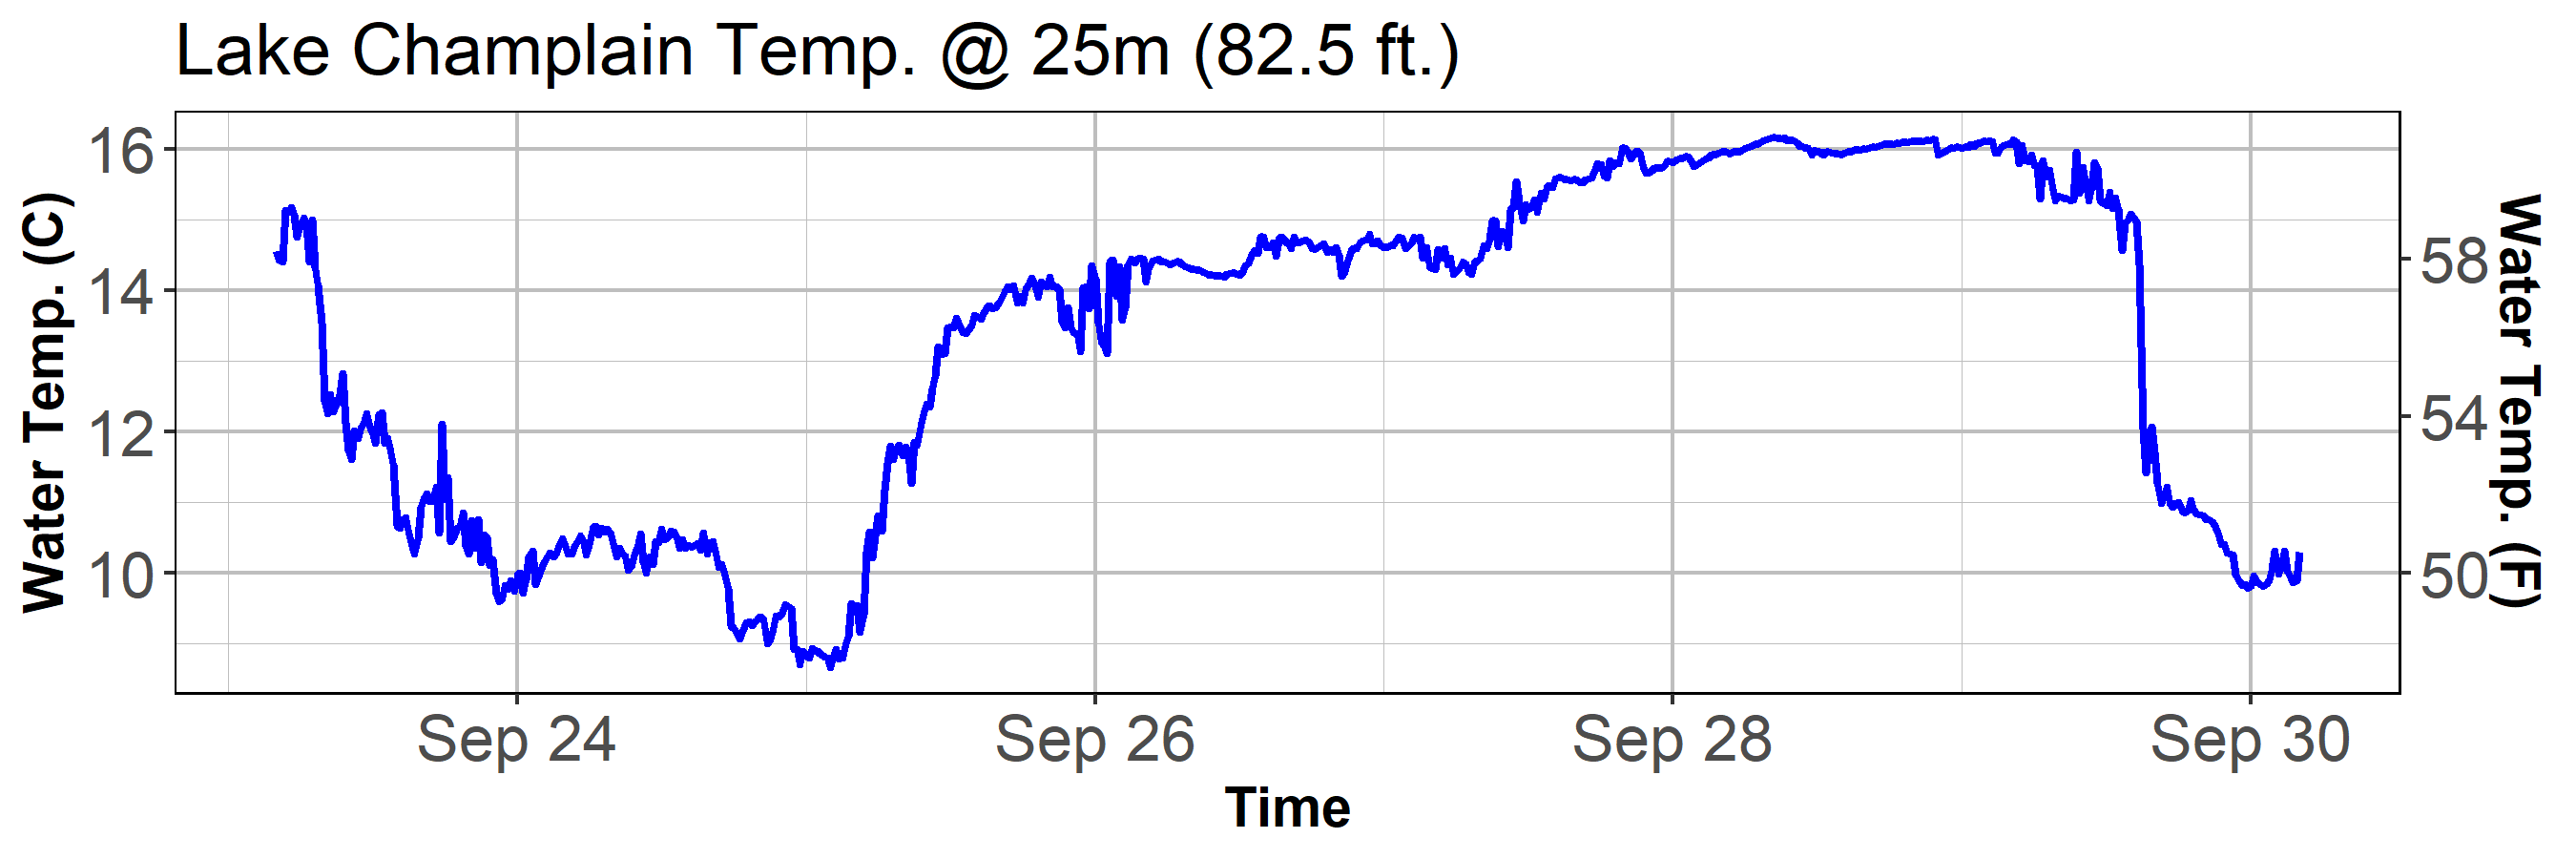 Lake Champlain Temp. @ 25m (82.5 ft.)
Water Temp. (C)
16
14
12
10
58
54
50
Water Temp. (F)
Sep 24
Sep 26
Sep 28
Sep 30
Time